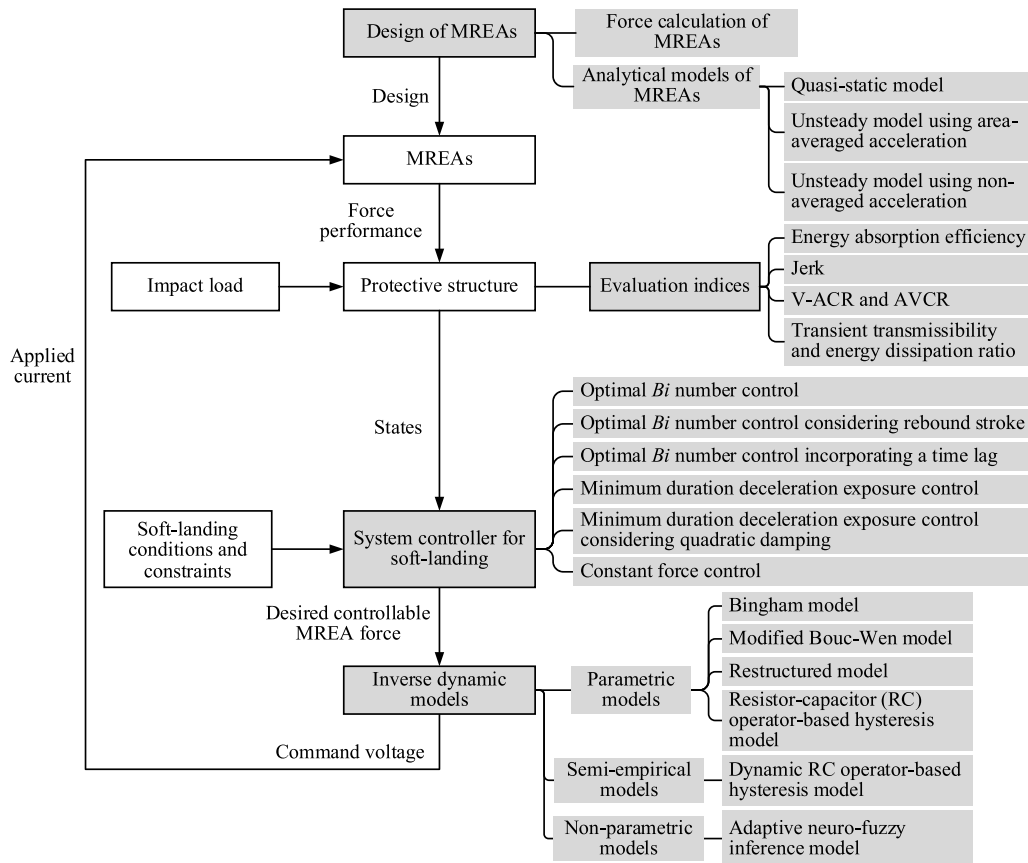 Design of MREAs
Force calculation of
MREAs
Analytical models of
MREAs
Quasi-static model
Unsteady model using area-
averaged acceleration
Unsteady model using non-
averaged acceleration
Design
MREAs
Force
performance
Impact load
Protective structure
Evaluation indices
Energy absorption efficiency
Jerk
V-ACR and AVCR
Transient transmissibility
and energy dissipation ratio
Applied
current
States
Optimal Bi number control
Optimal Bi number control considering rebound stroke
Optimal Bi number control incorporating a time lag
Minimum duration deceleration exposure control
Minimum duration deceleration exposure control
considering quadratic damping
Constant force control
Soft-landing
conditions and
constraints
System controller for
soft-landing
Desired controllable
MREA force
Inverse dynamic
models
Parametric
models
Bingham model
Modified Bouc-Wen model
Restructured model
Resistor-capacitor (RC)
operator-based hysteresis
model
Command voltage
Semi-empirical
models
Dynamic RC operator-based
hysteresis model
Non-parametric
models
Adaptive neuro-fuzzy
inference model